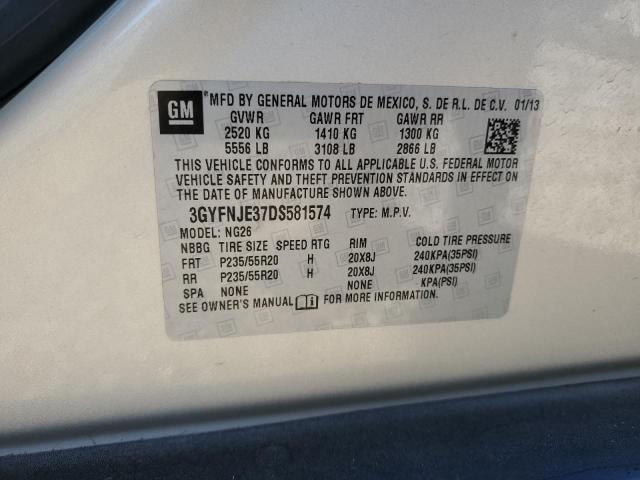 GM
MFD BY GENERAL MOTORS DE MEXICO, S. DE R.L. DE C.V. 01/13
GVWR GAWR FRT GAWR RR
2520 KG 1410 KG 1300 KG
5556 LB 3108 LB 2866 LB
THIS VEHICLE CONFORMS TO ALL APPLICABLE U.S. FEDERAL MOTOR
VEHICLE SAFETY AND THEFT PREVENTION STANDARDS IN EFFECT ON
THE DATE OF MANUFACTURE SHOWN ABOVE.
3GYFNJE37DS581574 TYPE: M.P.V.
MODEL: NG26
NBBG TIRE SIZE SPEED RTG RIM COLD TIRE PRESSURE
FRT P235/55R20 H 20X8J 240KPA(35PSI)
RR P235/55R20 H 20X8J 240KPA(35PSI)
SPA NONE NONE KPA(PSI)
SEE OWNER'S MANUAL FOR MORE INFORMATION.